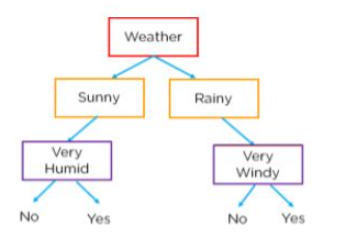 Weather
Sunny
Rainy
Very
Humid
Very
Windy
No
Yes
No
Yes